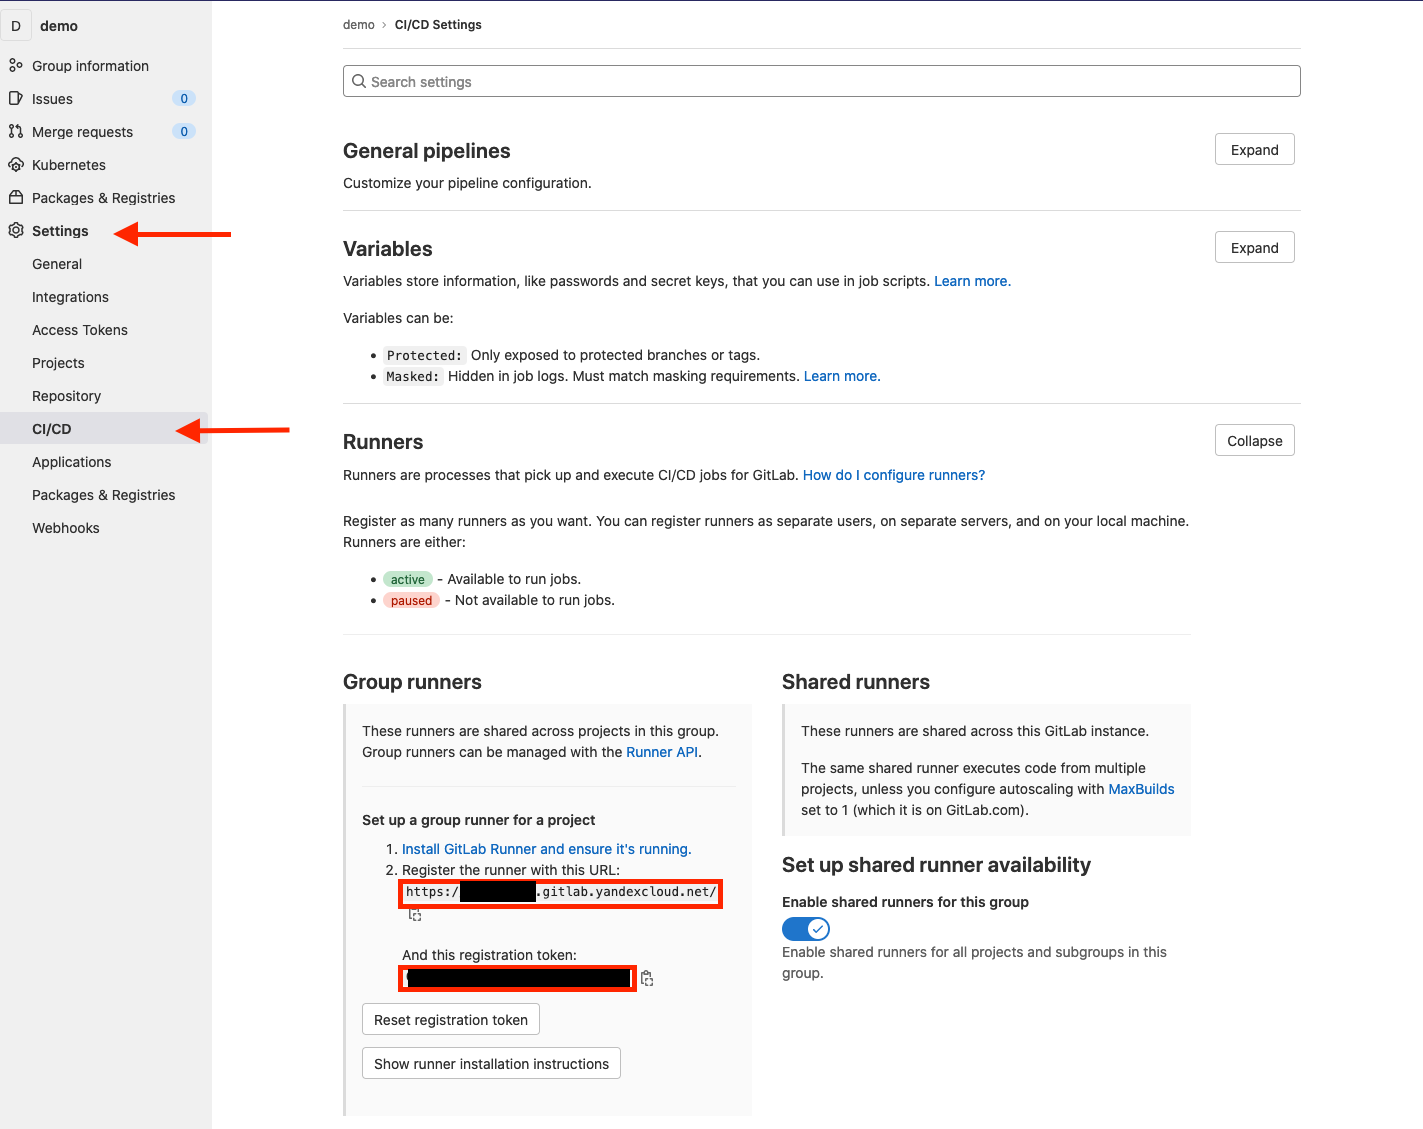 D demo
Group information
Issues 0
Merge requests 0
Kubernetes
Packages & Registries
Settings
General
Integrations
Access Tokens
Projects
Repository
CI/CD
Applications
Packages & Registries
Webhooks
demo › CI/CD Settings
Search settings
General pipelines
Expand
Customize your pipeline configuration.
Variables
Expand
Variables store information, like passwords and secret keys, that you can use in job scripts. Learn more.
Variables can be:
• Protected: Only exposed to protected branches or tags.
• Masked: Hidden in job logs. Must match masking requirements. Learn more.
Runners
Collapse
Runners are processes that pick up and execute CI/CD jobs for GitLab. How do I configure runners?
Register as many runners as you want. You can register runners as separate users, on separate servers, and on your local machine.
Runners are either:
• active - Available to run jobs.
• paused - Not available to run jobs.
Group runners
These runners are shared across projects in this group.
Group runners can be managed with the Runner API.
Set up a group runner for a project
1. Install GitLab Runner and ensure it's running.
2. Register the runner with this URL:
https:/ .gitlab.yandexcloud.net/
And this registration token:
Reset registration token
Show runner installation instructions
Shared runners
These runners are shared across this GitLab instance.
The same shared runner executes code from multiple
projects, unless you configure autoscaling with MaxBuilds
set to 1 (which it is on GitLab.com).
Set up shared runner availability
Enable shared runners for this group
Enable shared runners for all projects and subgroups in this
group.